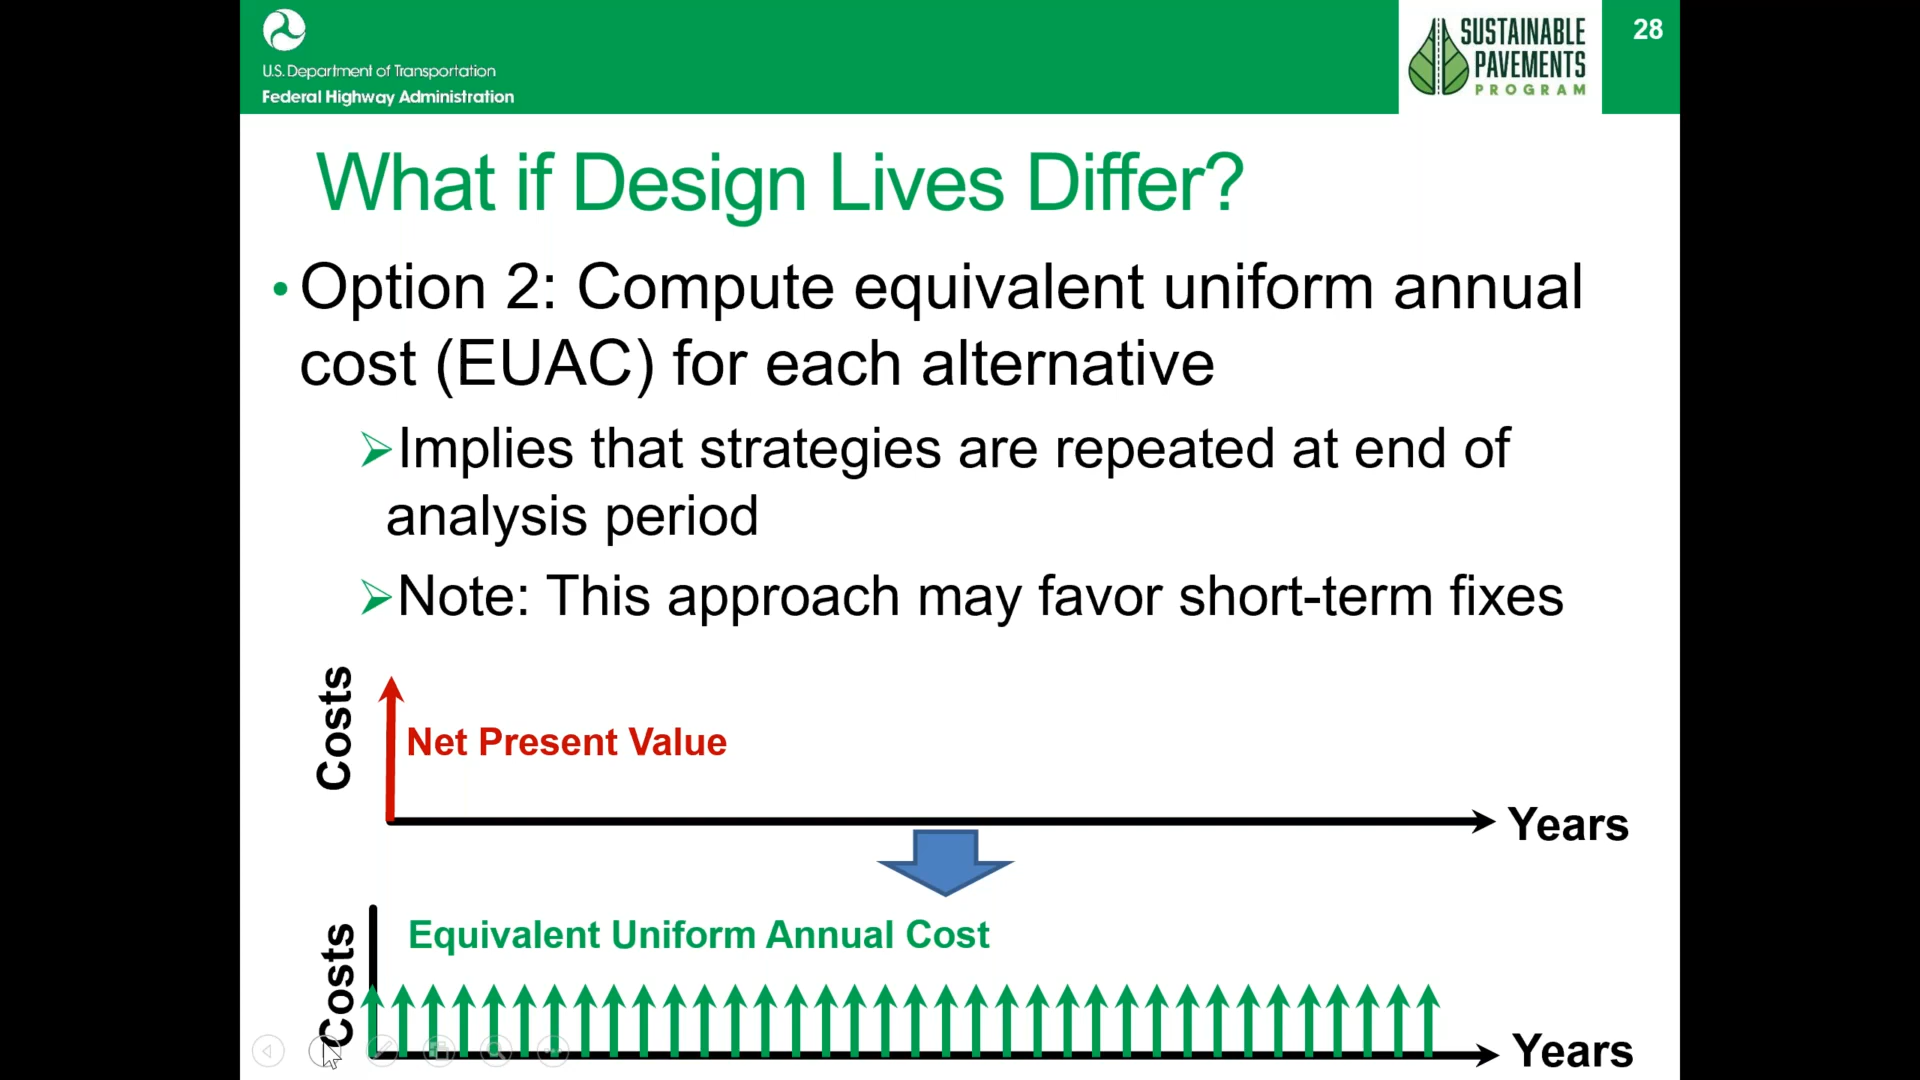 U.S. Department of Transportation
Federal Highway Administration
SUSTAINABLE
PAVEMENTS
PROGRAM
28
What if Design Lives Differ?
• Option 2: Compute equivalent uniform annual
cost (EUAC) for each alternative
➢Implies that strategies are repeated at end of
analysis period
➢Note: This approach may favor short-term fixes
Costs
Net Present Value
Years
Costs
Equivalent Uniform Annual Cost
Years